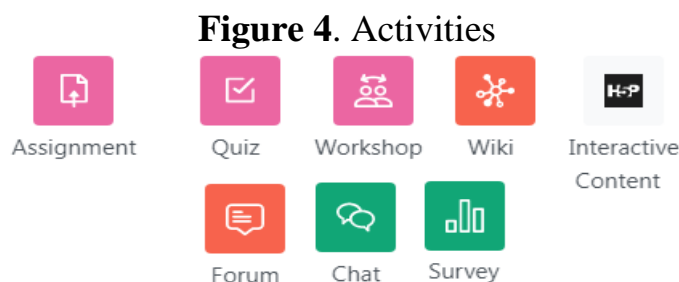 Figure 4. Activities
H5P
Assignment Quiz Workshop Wiki Interactive
Content
Forum Chat Survey